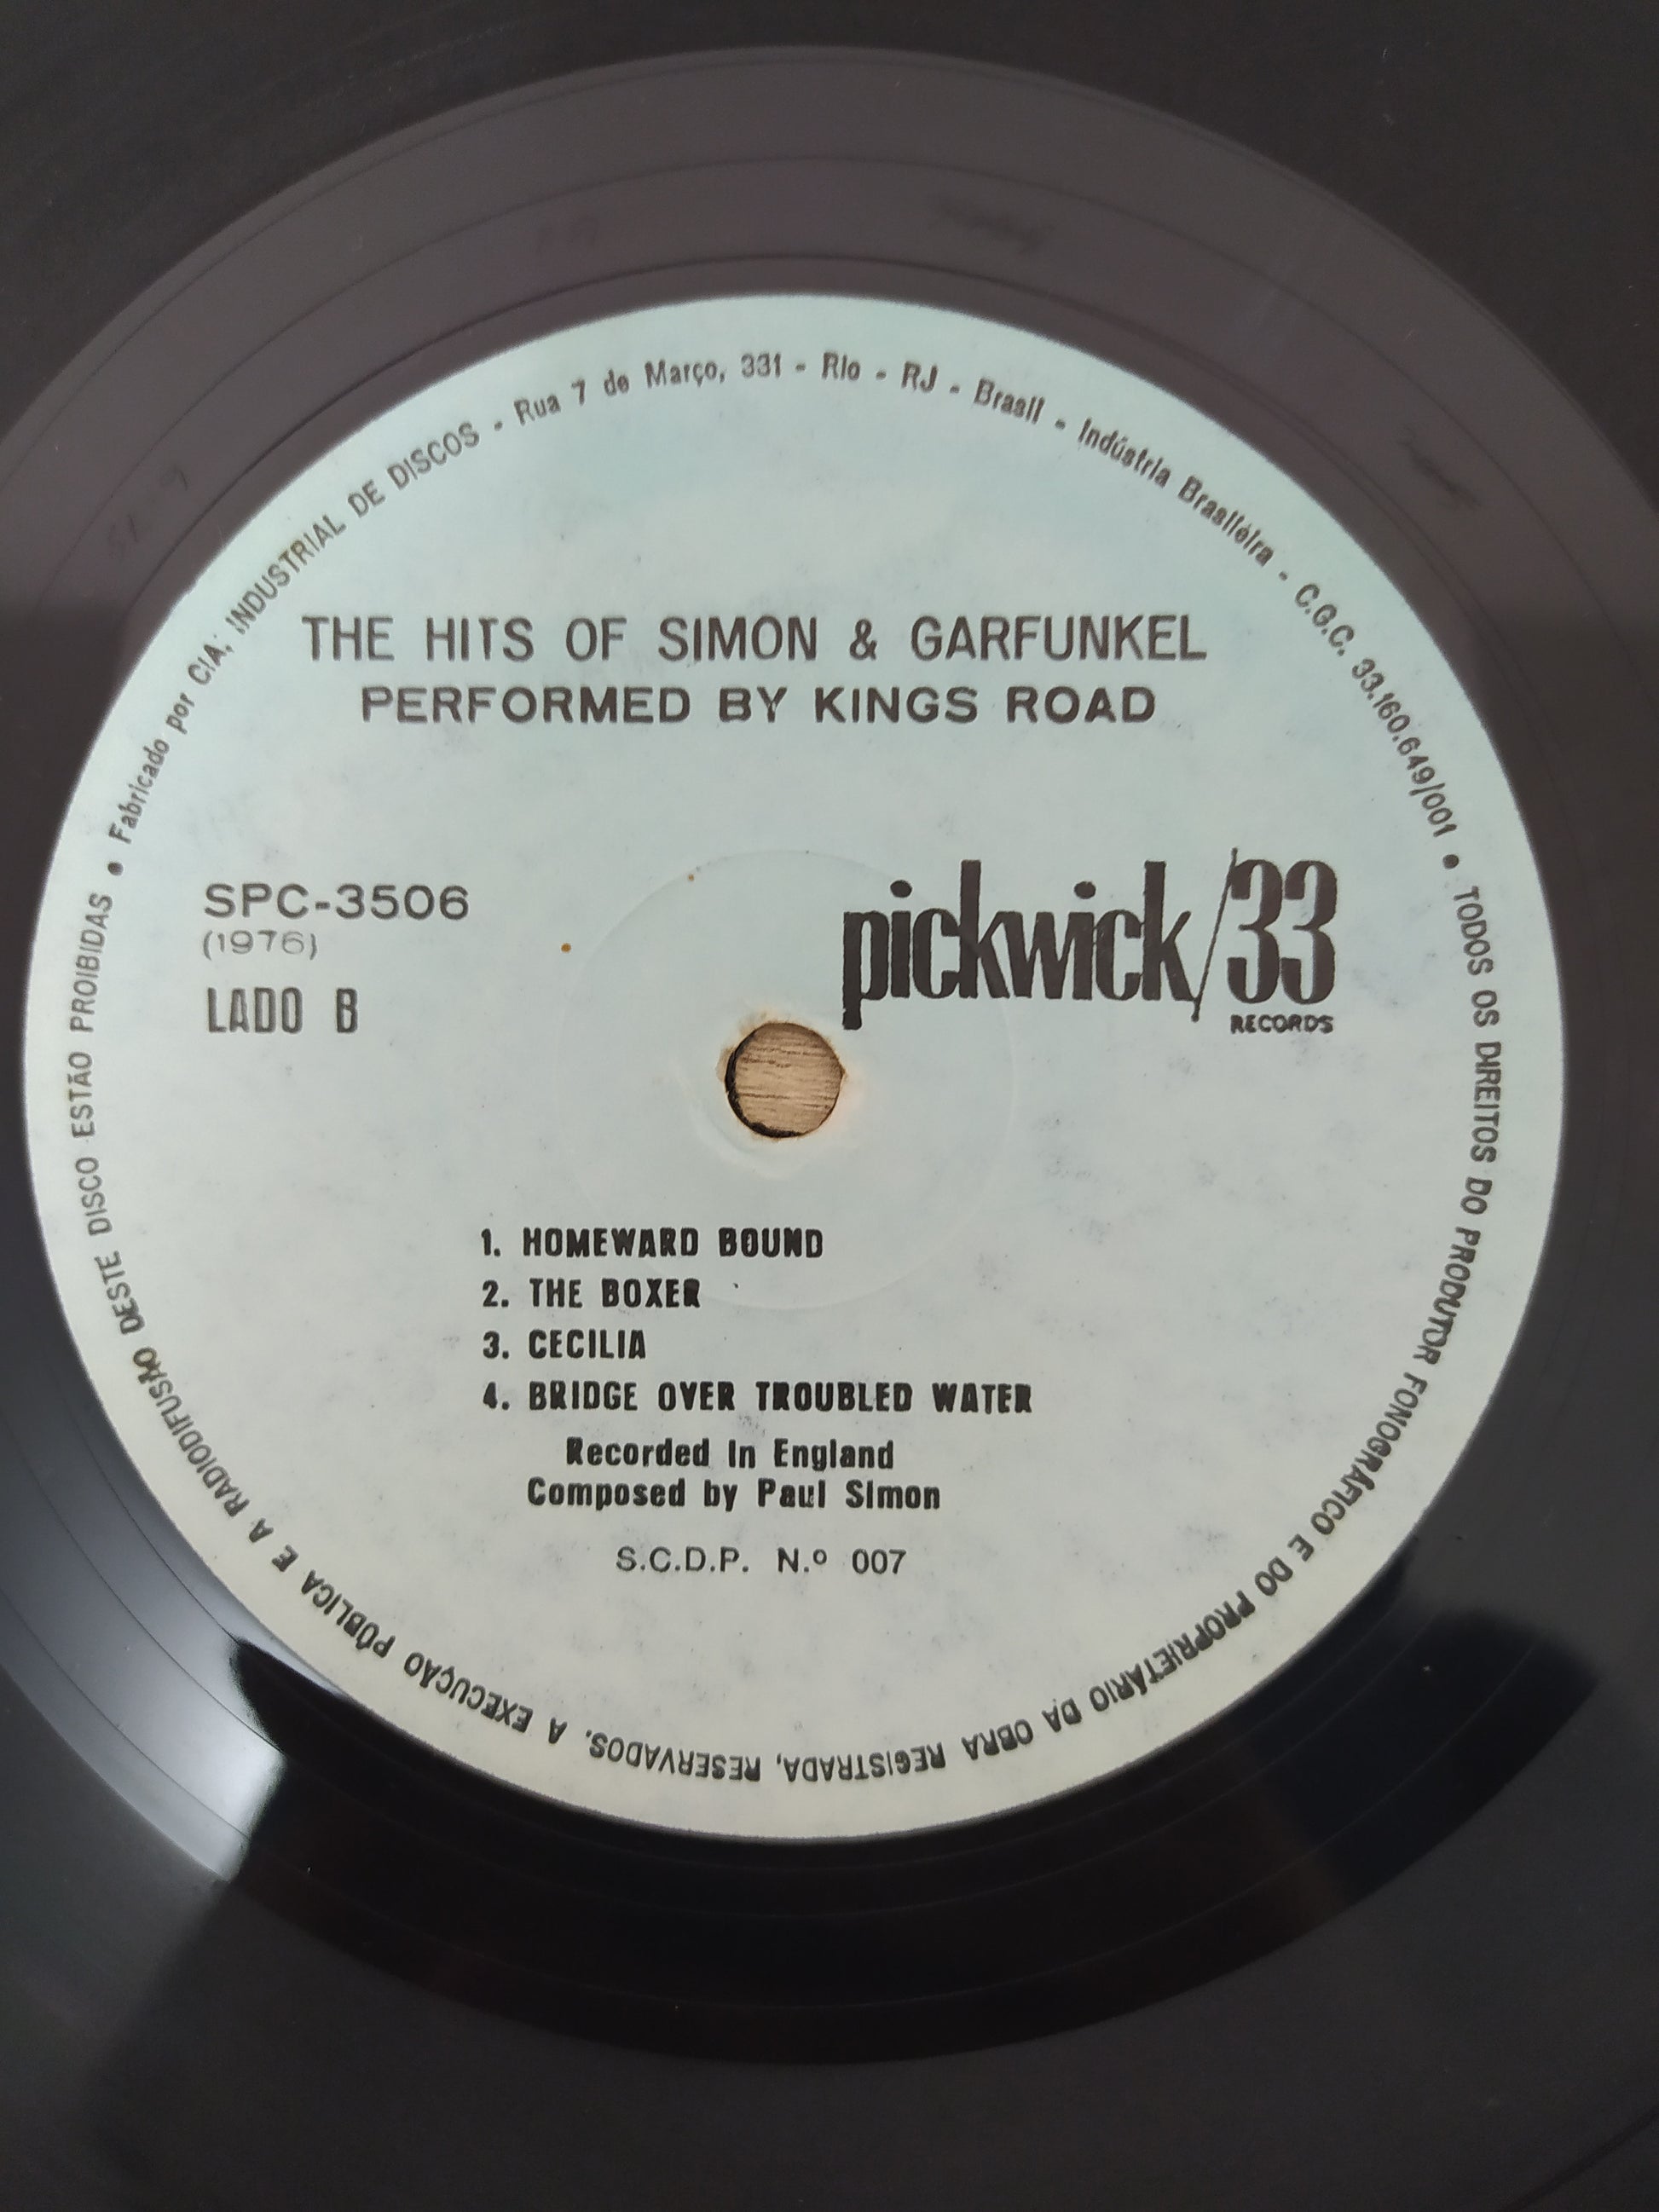 • Fabricado por CIA. INDUSTRIAL DE DISCOS - Rua 7 de Março, 331 - Rio - RJ - Brasil - Indústria Brasileira - C.G.C. 33.160.649/001 • TODOS OS DIREITOS DO PRODUTOR FONOGRÁFICO E DO PROPRIETÁRIO DA OBRA REGISTRADA, RESERVADOS. A EXECUÇÃO PÚBLICA E A RADIODIFUSÃO DESTE DISCO ESTÃO PROIBIDAS
THE HITS OF SIMON & GARFUNKEL
PERFORMED BY KINGS ROAD
SPC-3506
(1976)
LADO B
pickwick/33
RECORDS
1. HOMEWARD BOUND
2. THE BOXER
3. CECILIA
4. BRIDGE OVER TROUBLED WATER
Recorded In England
Composed by Paul Simon
S.C.D.P. N.º 007